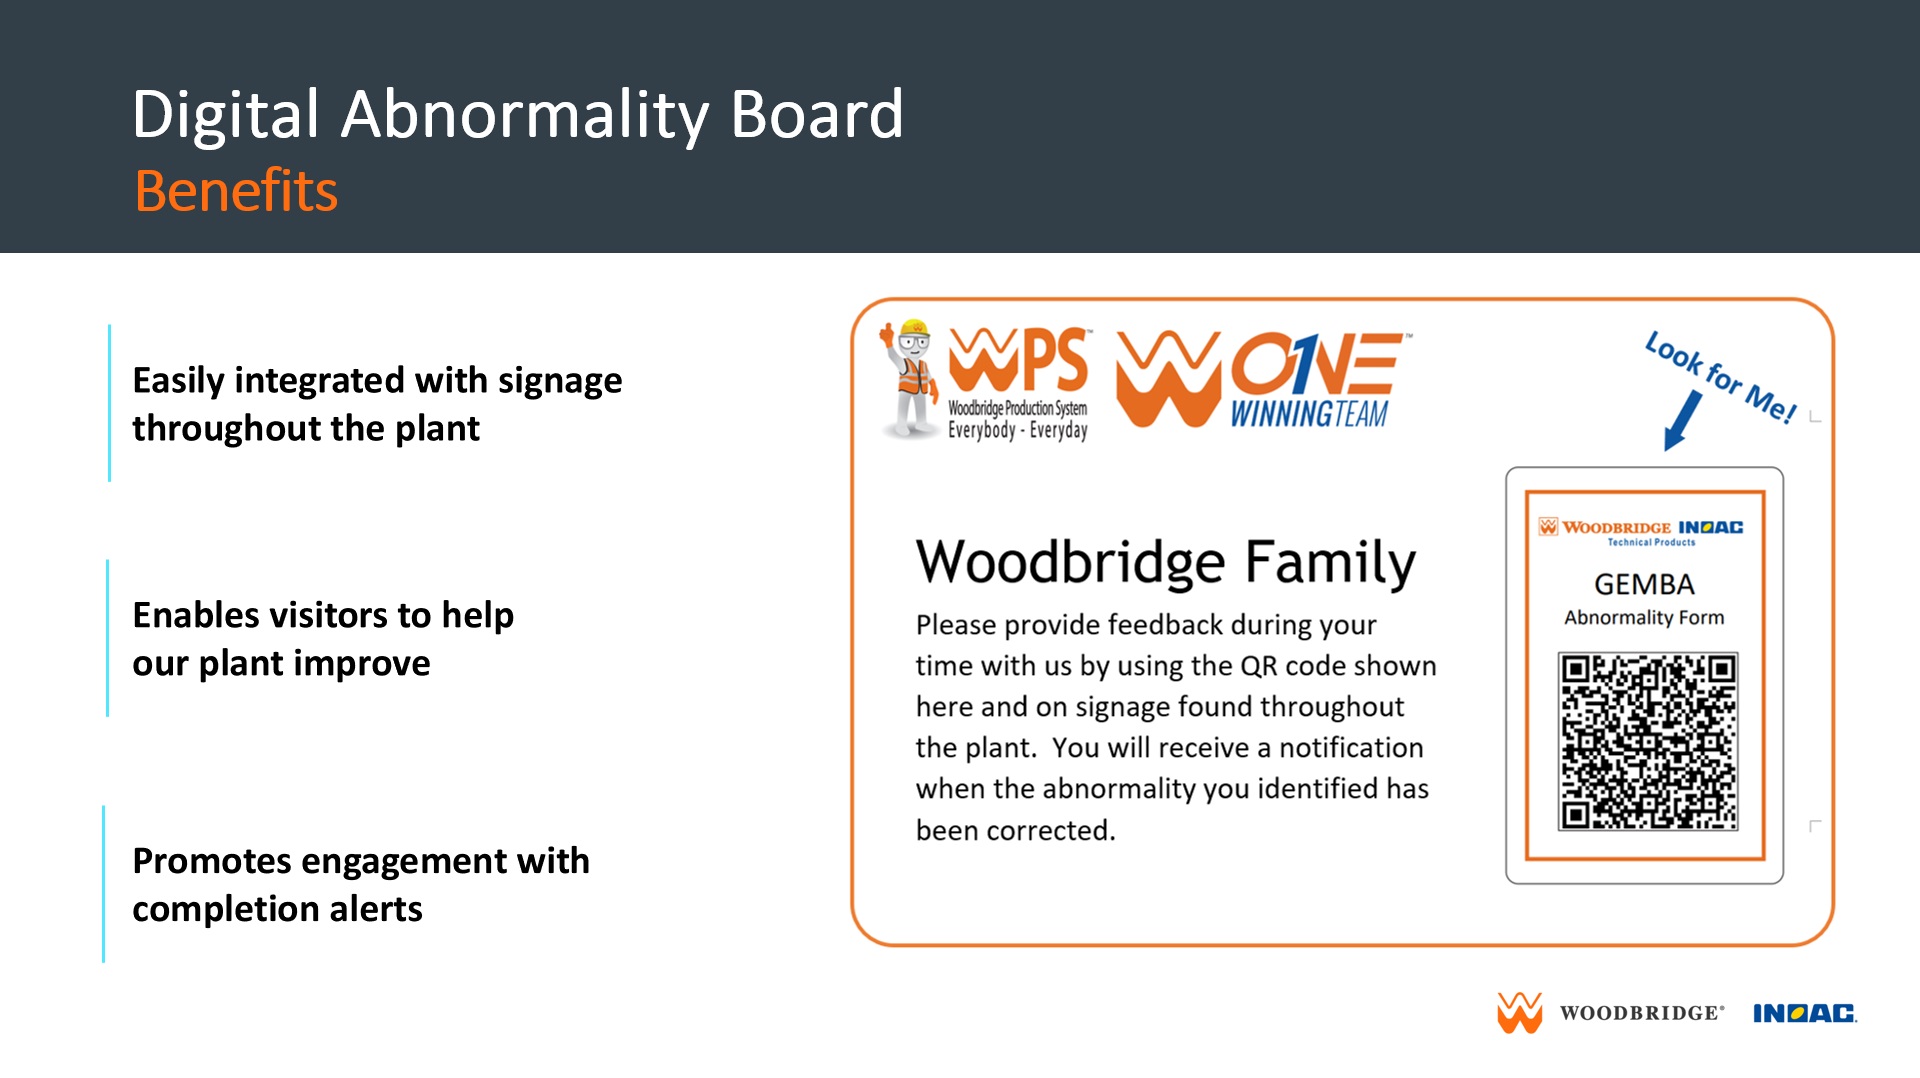 Digital Abnormality Board
Benefits
Easily integrated with signage
throughout the plant
Enables visitors to help
our plant improve
Promotes engagement with
completion alerts
WPS™
Woodbridge Production System
Everybody - Everyday
ONE™
WINNINGTEAM
Look for Me!
Woodbridge Family
Please provide feedback during your
time with us by using the QR code shown
here and on signage found throughout
the plant.  You will receive a notification
when the abnormality you identified has
been corrected.
WOODBRIDGE INOAC
Technical Products
GEMBA
Abnormality Form
WOODBRIDGE® INOAC